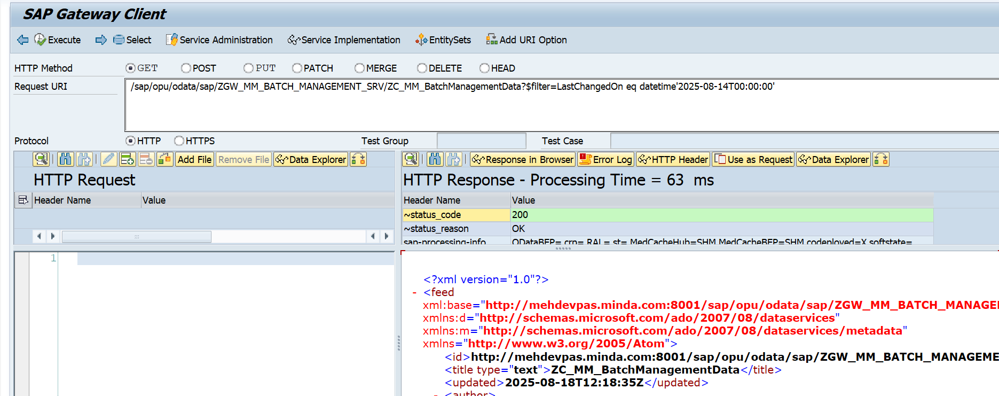 SAP Gateway Client
Execute Select Service Administration Service Implementation EntitySets Add URI Option
HTTP Method GET POST PUT PATCH MERGE DELETE HEAD
Request URI /sap/opu/odata/sap/ZGW_MM_BATCH_MANAGEMENT_SRV/ZC_MM_BatchManagementData?$filter=LastChangedOn eq datetime'2025-08-14T00:00:00'
Protocol HTTP HTTPS Test Group Test Case
Add File Remove File Data Explorer
Response in Browser Error Log HTTP Header Use as Request Data Explorer
HTTP Request
HTTP Response - Processing Time = 63 ms
Header Name Value
Header Name Value
~status_code 200
~status_reason OK
sap-processing-info ODataBEP= crp= RAL= st= MedCacheHub=SHM MedCacheBEP=SHM codeployed=X softstate=
1
<?xml version="1.0"?>
- <feed
xml:base="http://mehdevpas.minda.com:8001/sap/opu/odata/sap/ZGW_MM_BATCH_MANAGE
xmlns:d="http://schemas.microsoft.com/ado/2007/08/dataservices"
xmlns:m="http://schemas.microsoft.com/ado/2007/08/dataservices/metadata"
xmlns="http://www.w3.org/2005/Atom">
<id>http://mehdevpas.minda.com:8001/sap/opu/odata/sap/ZGW_MM_BATCH_MANAGEME
<title type="text">ZC_MM_BatchManagementData</title>
<updated>2025-08-18T12:18:35Z</updated>
- <author>